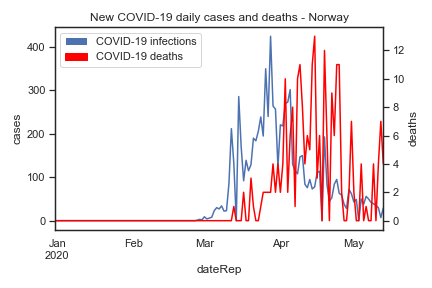 New COVID-19 daily cases and deaths - Norway
COVID-19 infections
COVID-19 deaths
400
300
200
100
0
cases
12
10
8
6
4
2
0
deaths
Jan
2020
Feb
Mar
Apr
May
dateRep